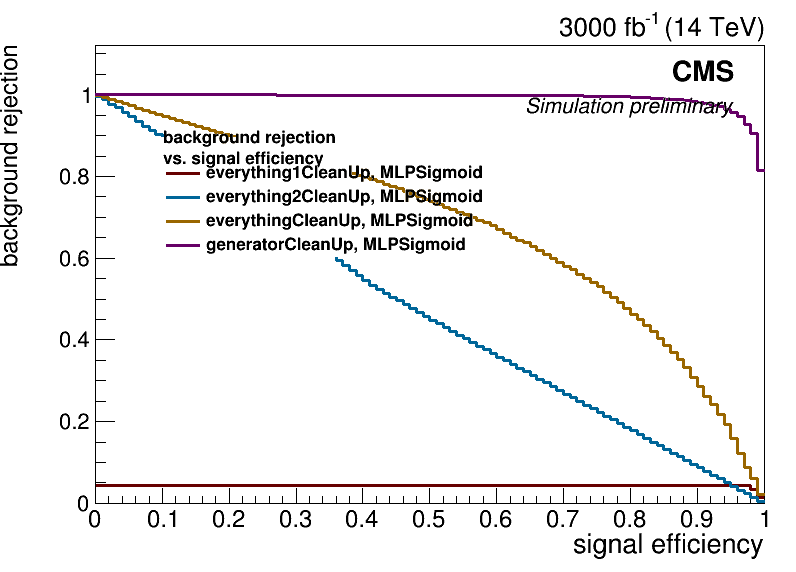 3000 fb-1 (14 TeV)
CMS
Simulation preliminary
background rejection
1
0.8
0.6
0.4
0.2
0
background rejection
vs. signal efficiency
everything1CleanUp, MLPSigmoid
everything2CleanUp, MLPSigmoid
everythingCleanUp, MLPSigmoid
generatorCleanUp, MLPSigmoid
0 0.1 0.2 0.3 0.4 0.5 0.6 0.7 0.8 0.9 1
signal efficiency